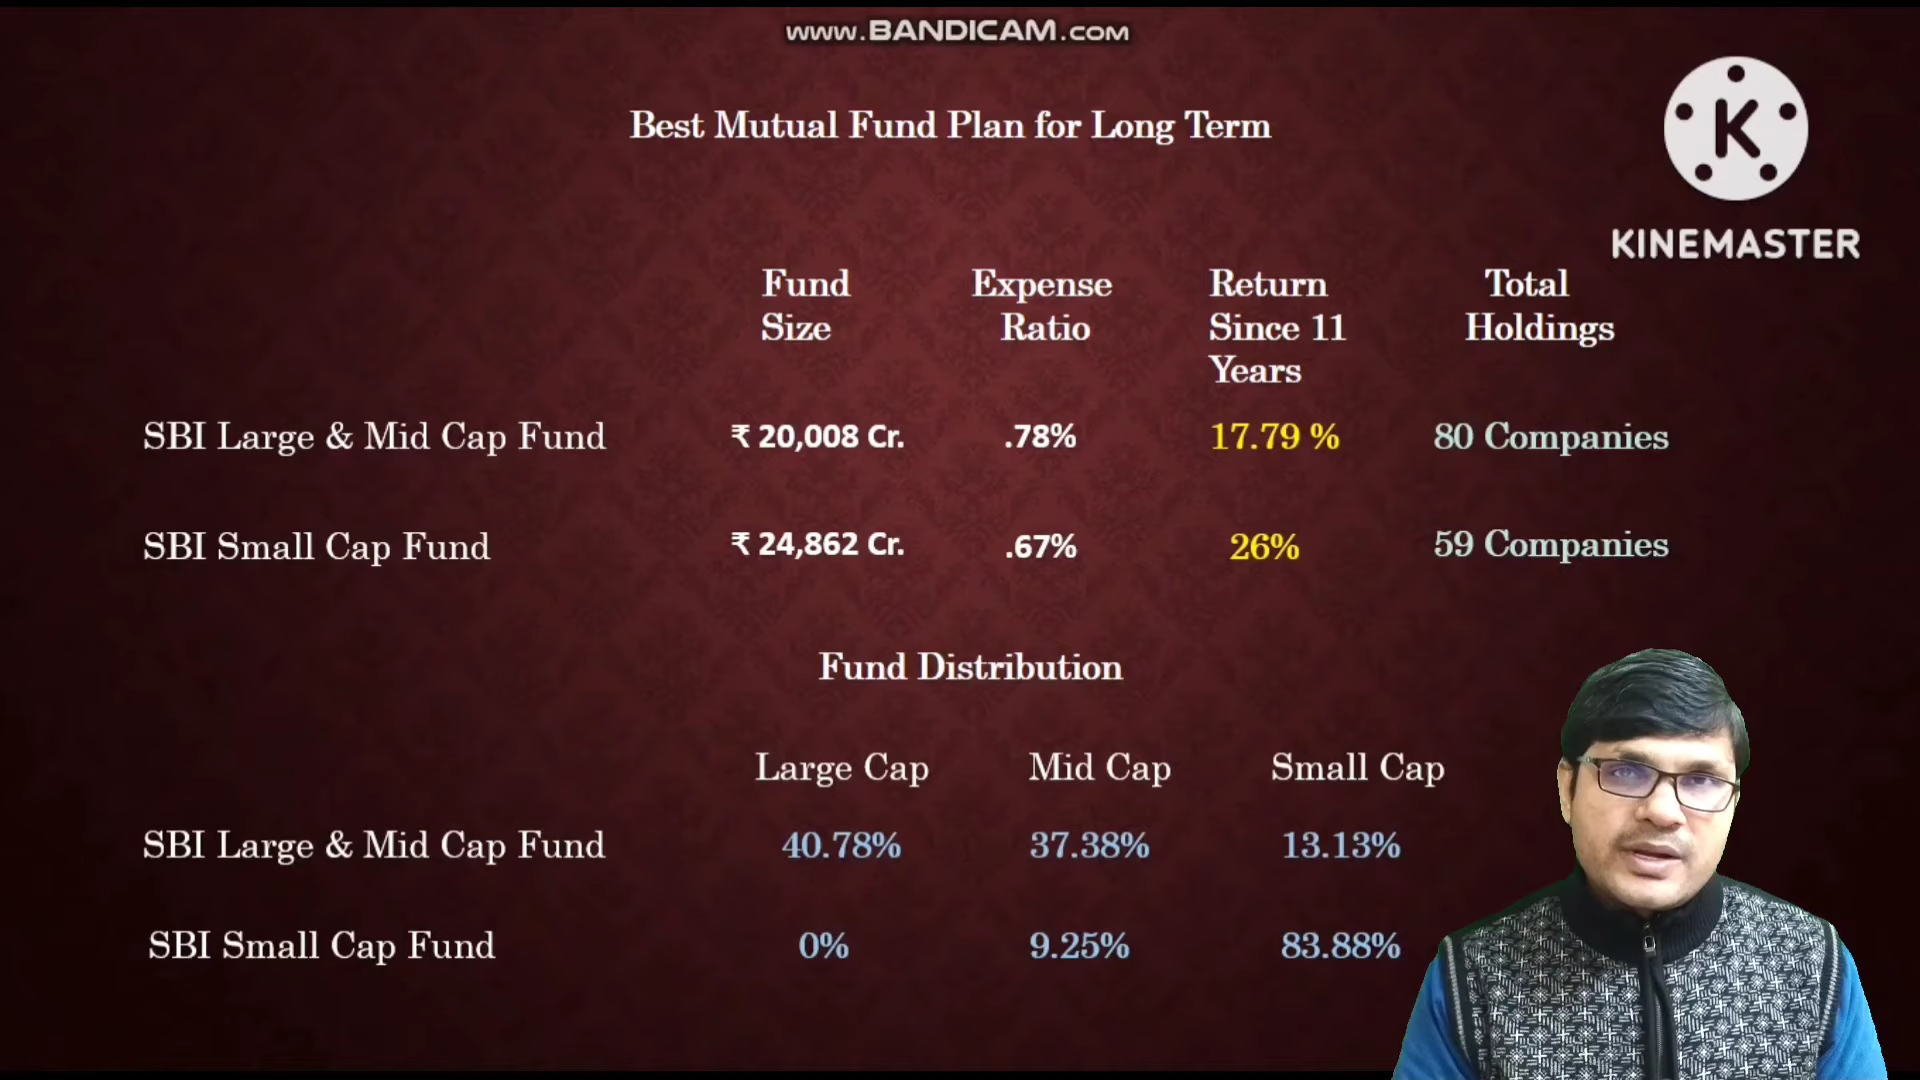 www.BANDICAM.com
Best Mutual Fund Plan for Long Term
K
KINEMASTER
Fund Size
Expense Ratio
Return Since 11 Years
Total Holdings
SBI Large & Mid Cap Fund ₹ 20,008 Cr. .78% 17.79 % 80 Companies
SBI Small Cap Fund ₹ 24,862 Cr. .67% 26% 59 Companies
Fund Distribution
Large Cap Mid Cap Small Cap
SBI Large & Mid Cap Fund 40.78% 37.38% 13.13%
SBI Small Cap Fund 0% 9.25% 83.88%